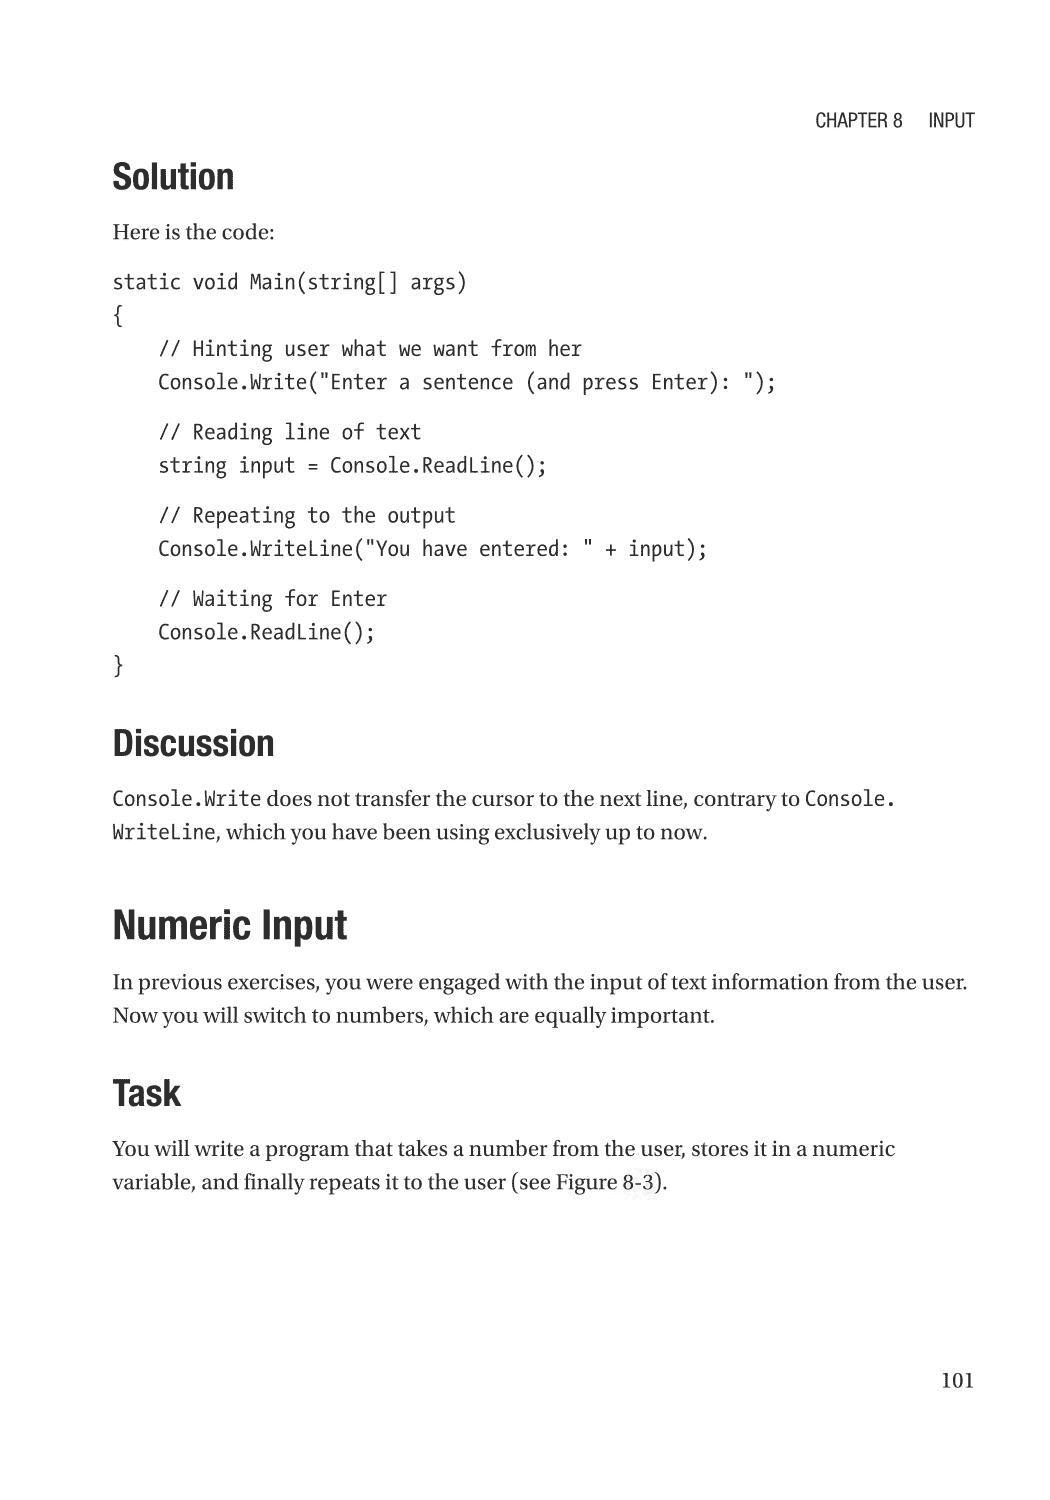 CHAPTER 8 INPUT
Solution
Here is the code:
static void Main(string[] args)
{
    // Hinting user what we want from her
    Console.Write("Enter a sentence (and press Enter): ");
    // Reading line of text
    string input = Console.ReadLine();
    // Repeating to the output
    Console.WriteLine("You have entered: " + input);
    // Waiting for Enter
    Console.ReadLine();
}
Discussion
Console.Write does not transfer the cursor to the next line, contrary to Console.
WriteLine, which you have been using exclusively up to now.
Numeric Input
In previous exercises, you were engaged with the input of text information from the user.
Now you will switch to numbers, which are equally important.
Task
You will write a program that takes a number from the user, stores it in a numeric
variable, and finally repeats it to the user (see Figure 8-3).
101